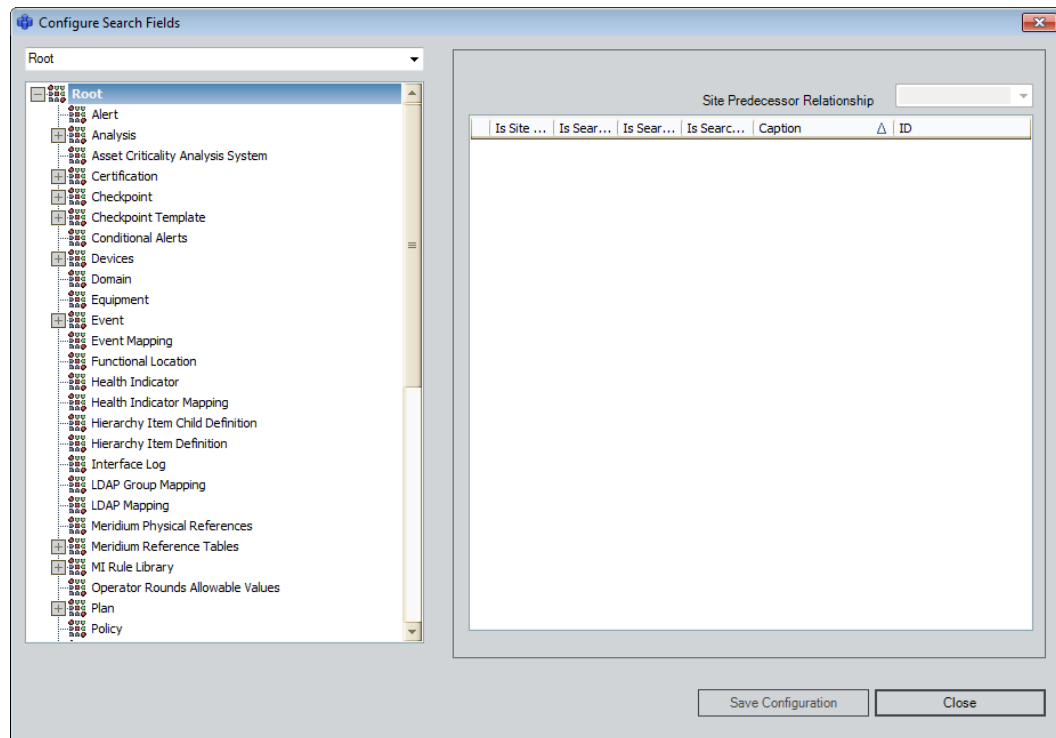 Configure Search Fields
Root
Root
Alert
Analysis
Asset Criticality Analysis System
Certification
Checkpoint
Checkpoint Template
Conditional Alerts
Devices
Domain
Equipment
Event
Event Mapping
Functional Location
Health Indicator
Health Indicator Mapping
Hierarchy Item Child Definition
Hierarchy Item Definition
Interface Log
LDAP Group Mapping
LDAP Mapping
Meridium Physical References
Meridium Reference Tables
MI Rule Library
Operator Rounds Allowable Values
Plan
Policy
Site Predecessor Relationship
Is Site ... Is Sear... Is Sear... Is Searc... Caption ID
Save Configuration Close